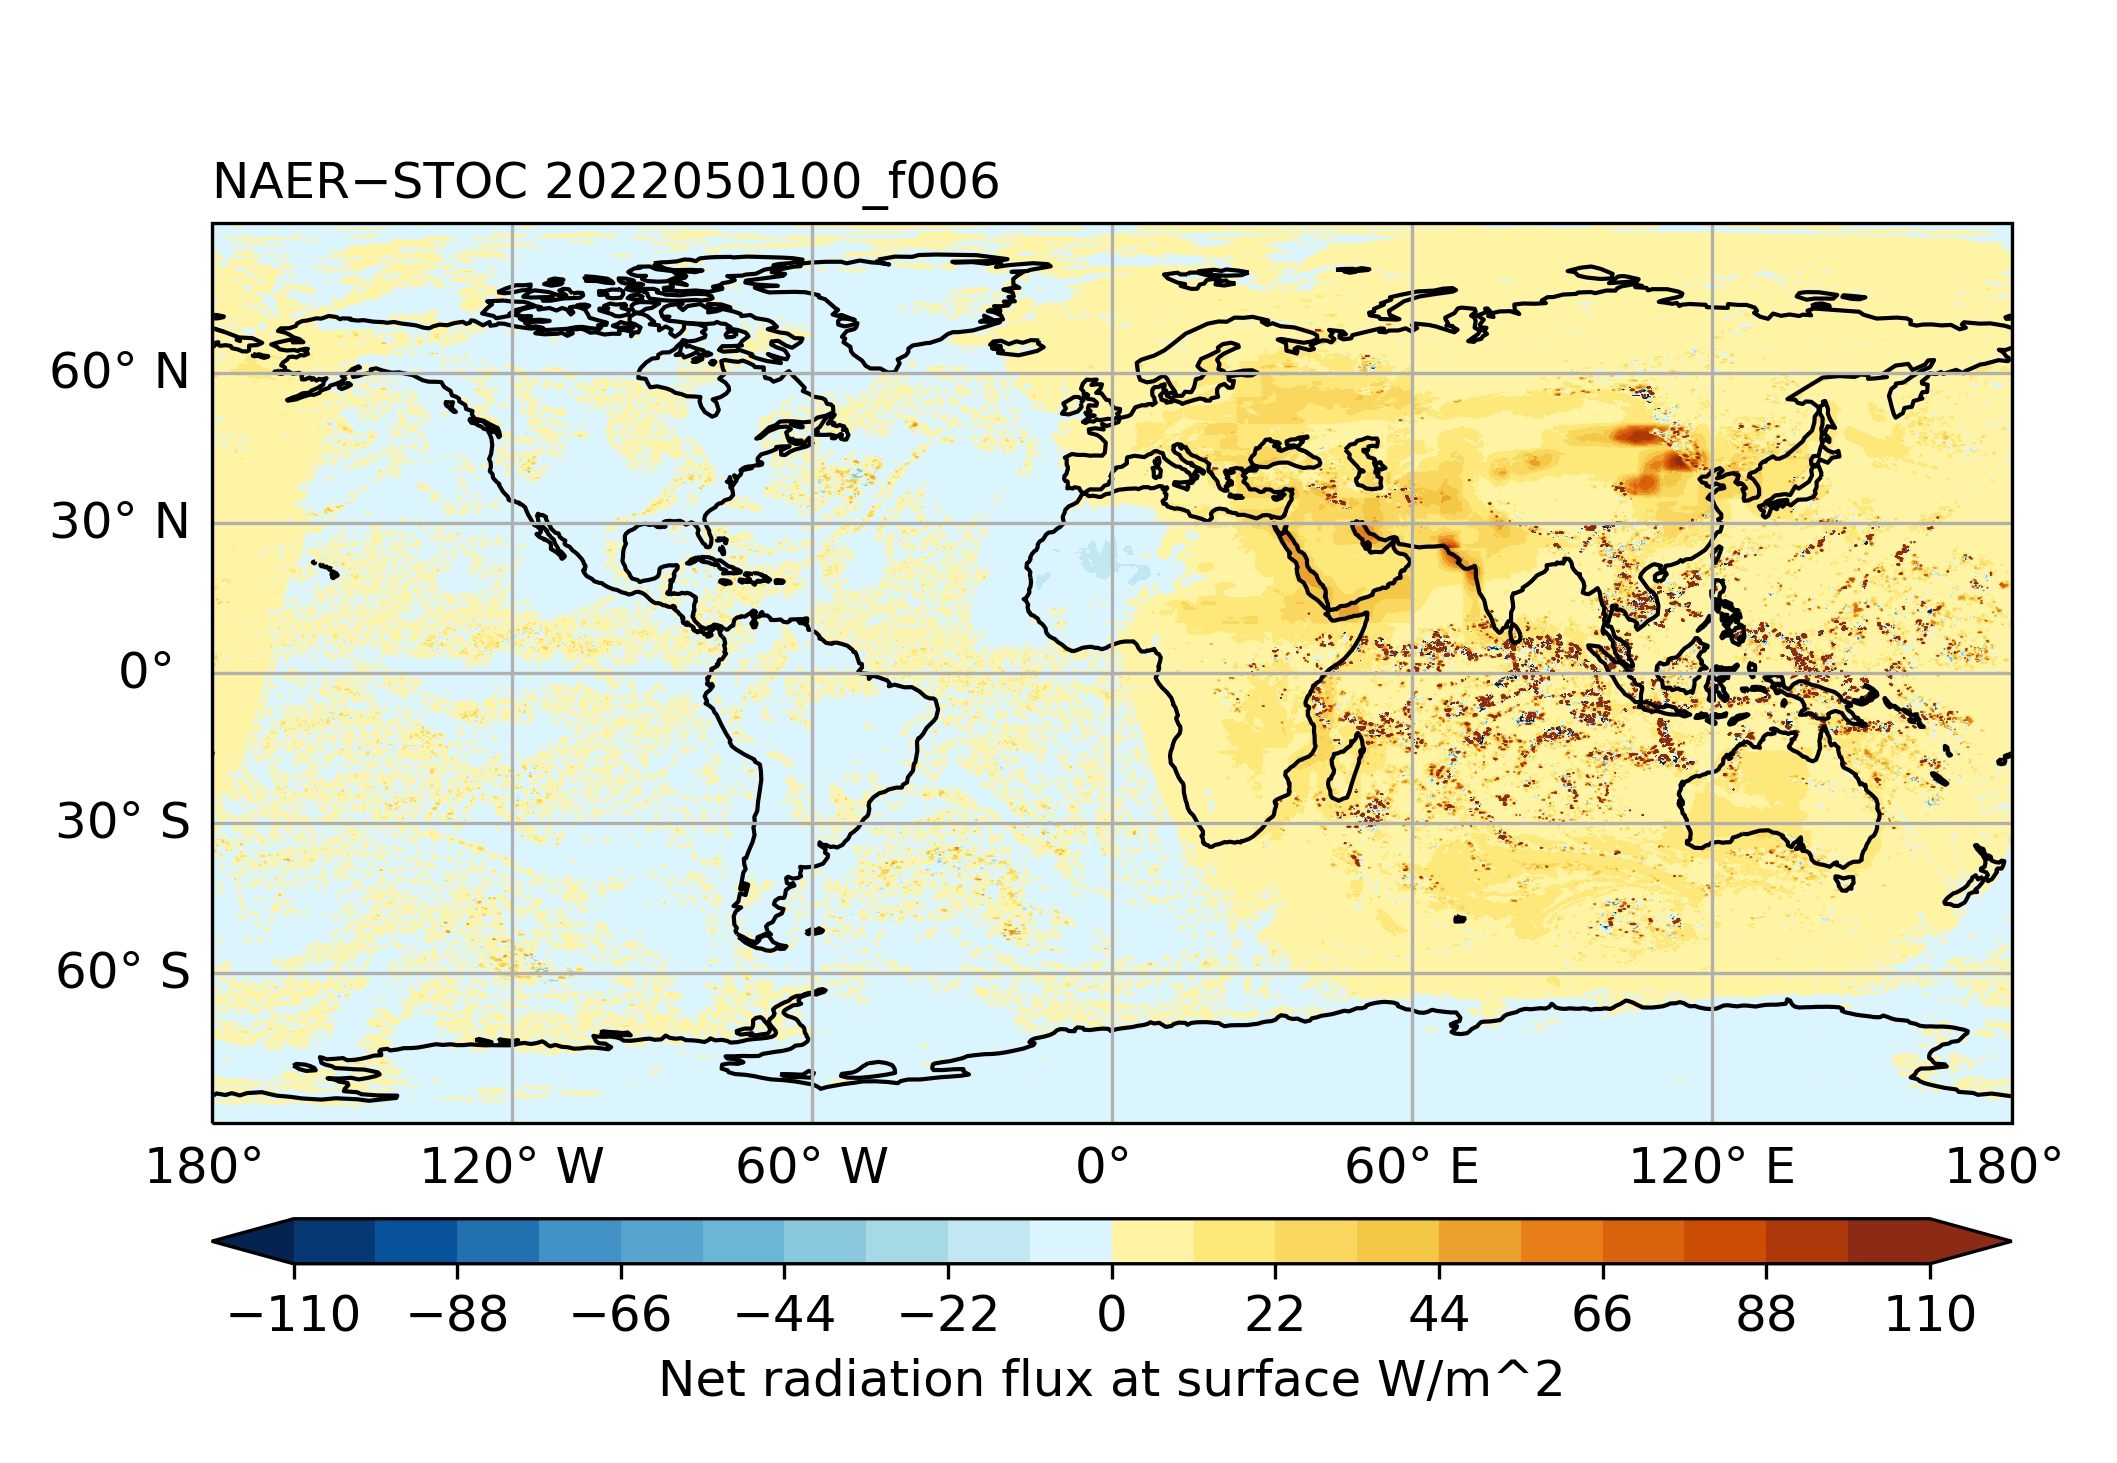 NAER−STOC 2022050100_f006
60° N
30° N
0°
30° S
60° S
180° 120° W 60° W 0° 60° E 120° E 180°
−110 −88 −66 −44 −22 0 22 44 66 88 110
Net radiation flux at surface W/m^2